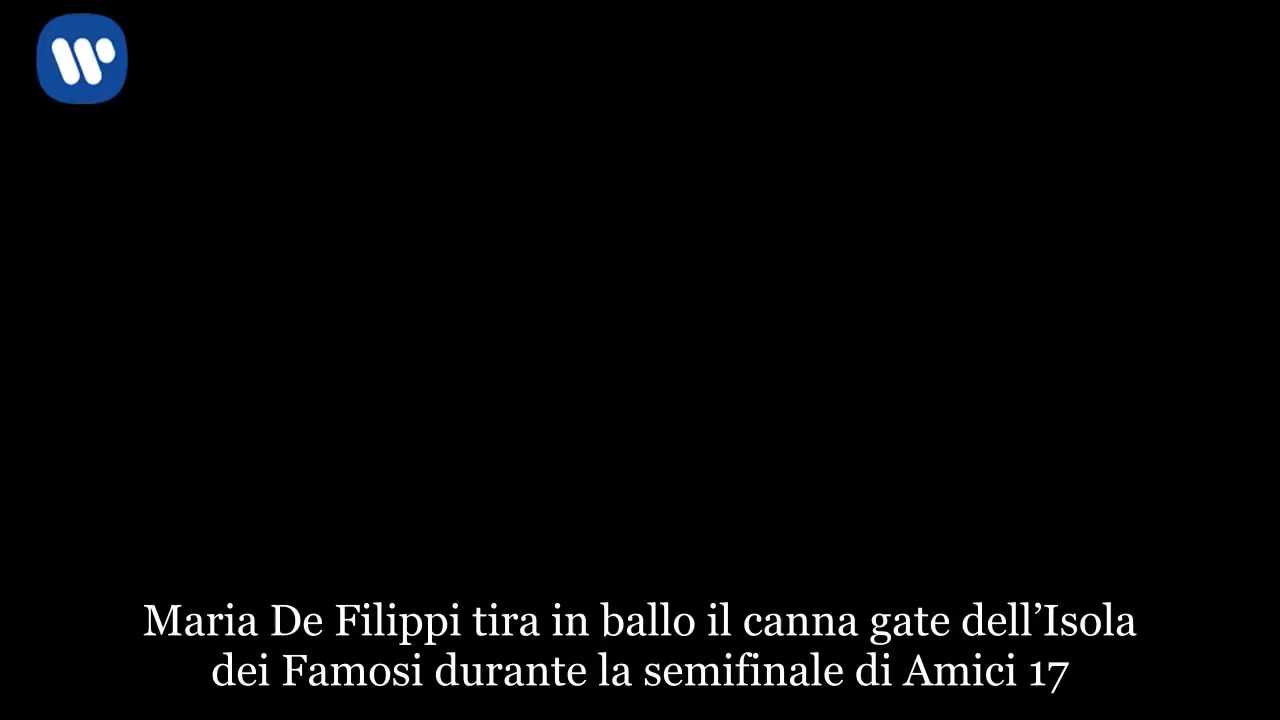 Maria De Filippi tira in ballo il canna gate dell’Isola
dei Famosi durante la semifinale di Amici 17